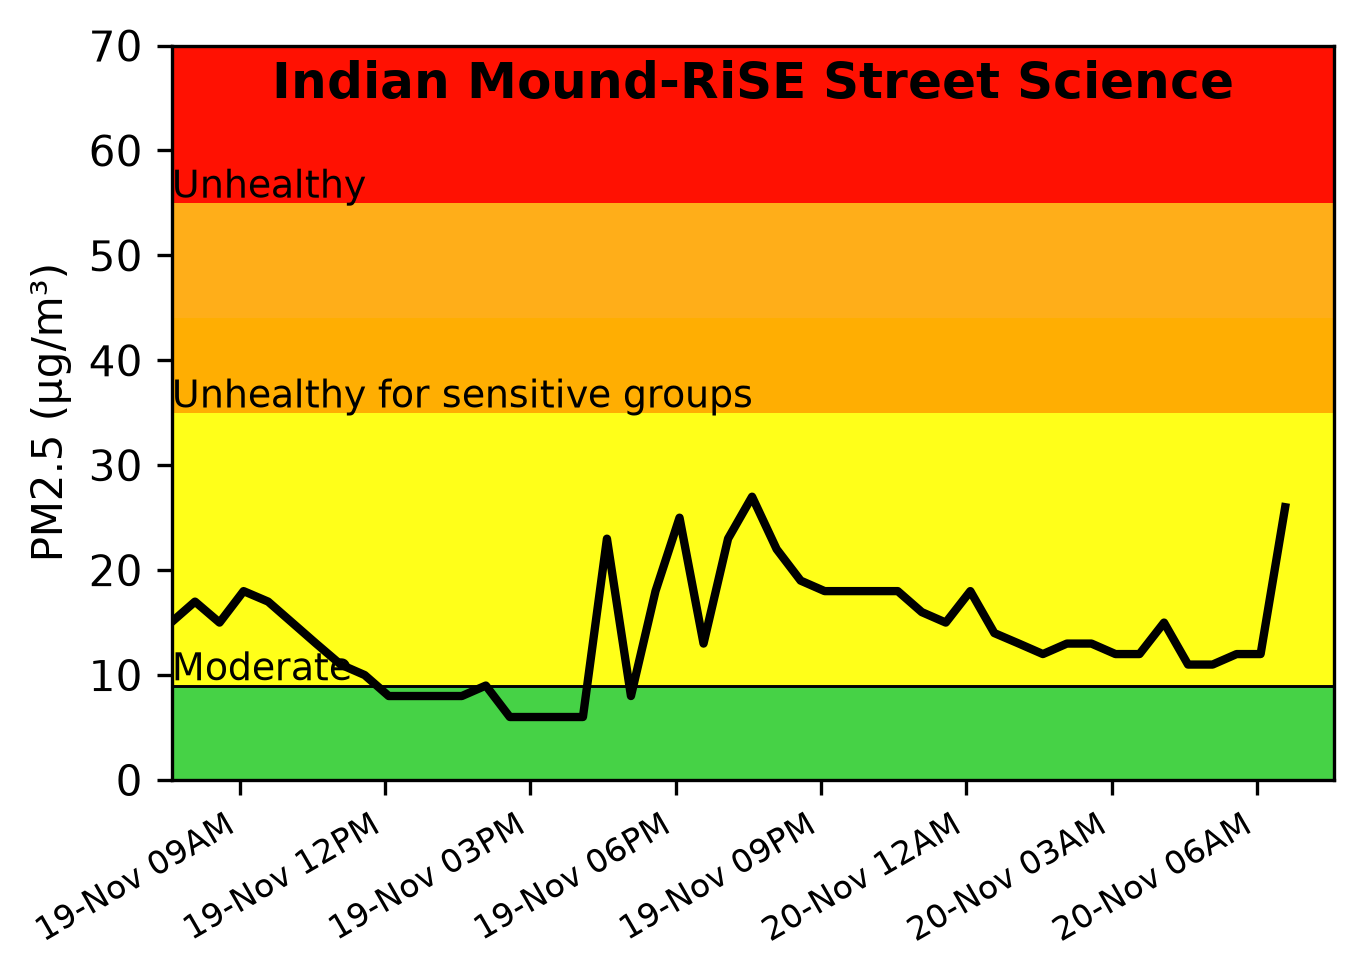 Indian Mound-RiSE Street Science
PM2.5 (µg/m³)
70
60
Unhealthy
50
40
Unhealthy for sensitive groups
30
20
10
Moderate
0
19-Nov 09AM
19-Nov 12PM
19-Nov 03PM
19-Nov 06PM
19-Nov 09PM
20-Nov 12AM
20-Nov 03AM
20-Nov 06AM